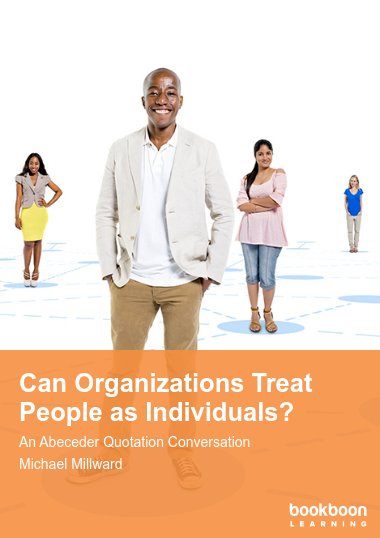 Can Organizations Treat
People as Individuals?
An Abeceder Quotation Conversation
Michael Millward
bookboon
LEARNING